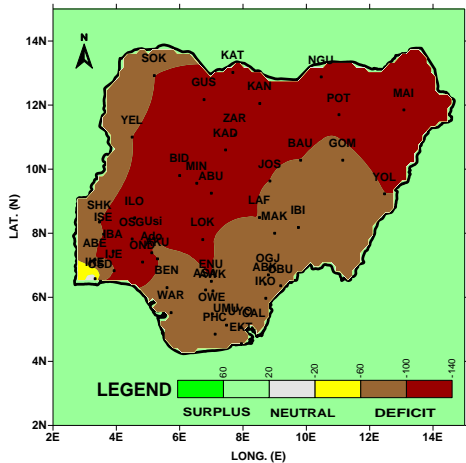 14N
N
SOK
KAT
NGU
GUS
KAN
MAI
POT
12N
YEL
ZAR
KAD
BAU
GOM
10N
BID
MIN
ABU
JOS
YOL
SHK
ILO
LAF
ISE
OSG
Usi
LOK
MAK
IBI
8N
IBA
Ado
ABE
OND
IJE
BEN
ENU
OGJ
OBU
IKO
6N
WAR
OWE
UMU
UYO
CAL
PHC
EKT
4N
LAT. (N)
LEGEND
60
20
20
-60
-100
-140
SURPLUS
NEUTRAL
DEFICIT
2N
2E
4E
6E
8E
10E
12E
14E
LONG. (E)